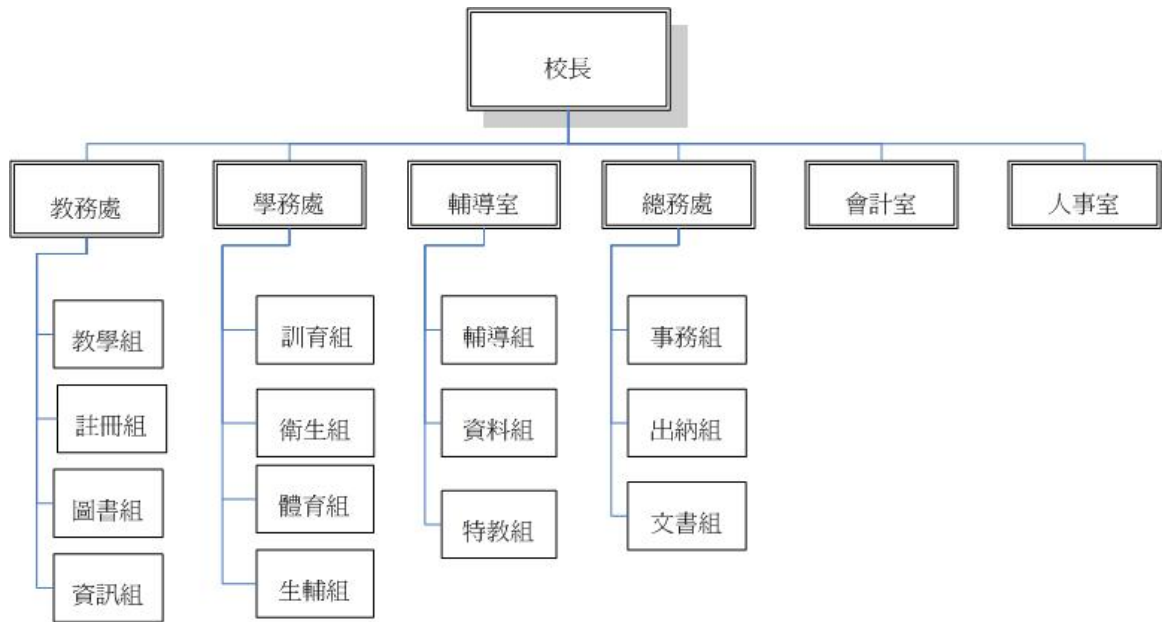 校長
教務處
學務處
輔導室
總務處
會計室
人事室
教學組
註冊組
圖書組
資訊組
訓育組
衛生組
體育組
生輔組
輔導組
資料組
特教組
事務組
出納組
文書組